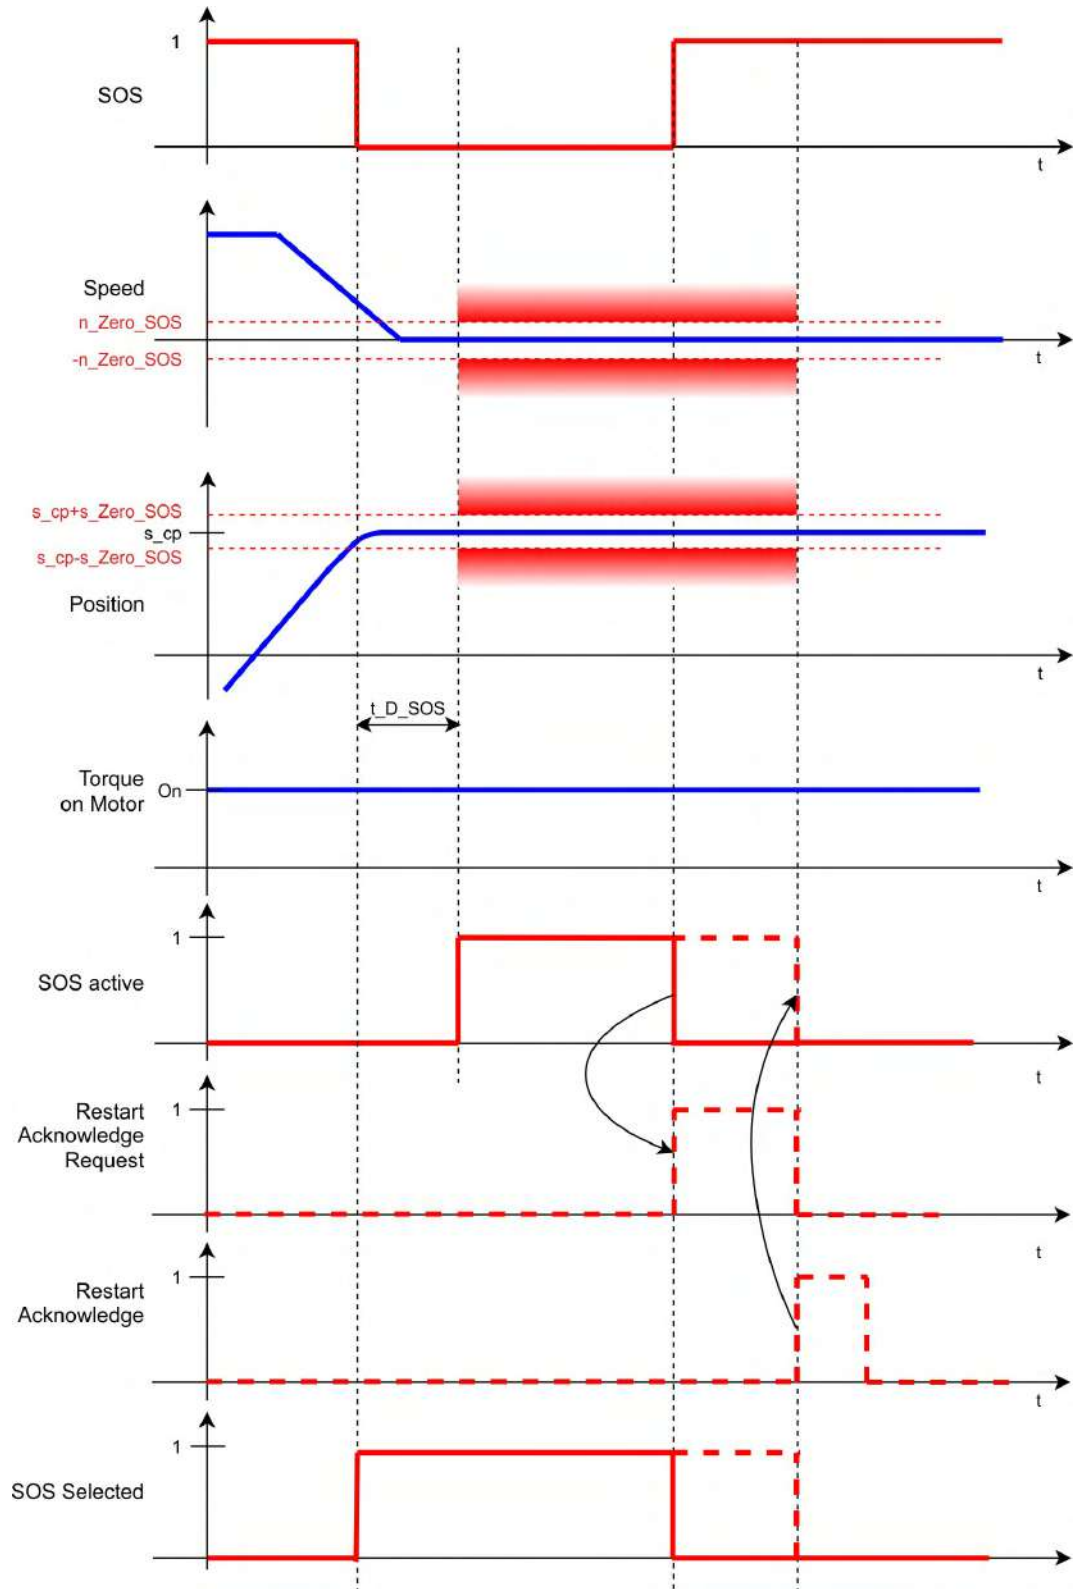 1
SOS
t
Speed
n_Zero_SOS
-n_Zero_SOS
t
s_cp+s_Zero_SOS
s_cp
s_cp-s_Zero_SOS
Position
t
t_D_SOS
Torque
on Motor
On
t
1
SOS active
t
1
Restart
Acknowledge
Request
t
1
Restart
Acknowledge
t
1
SOS Selected